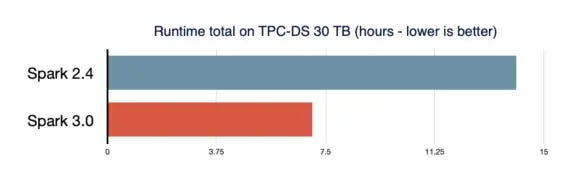 Runtime total on TPC-DS 30 TB (hours - lower is better)
Spark 2.4
Spark 3.0
0 3.75 7.5 11.25 15